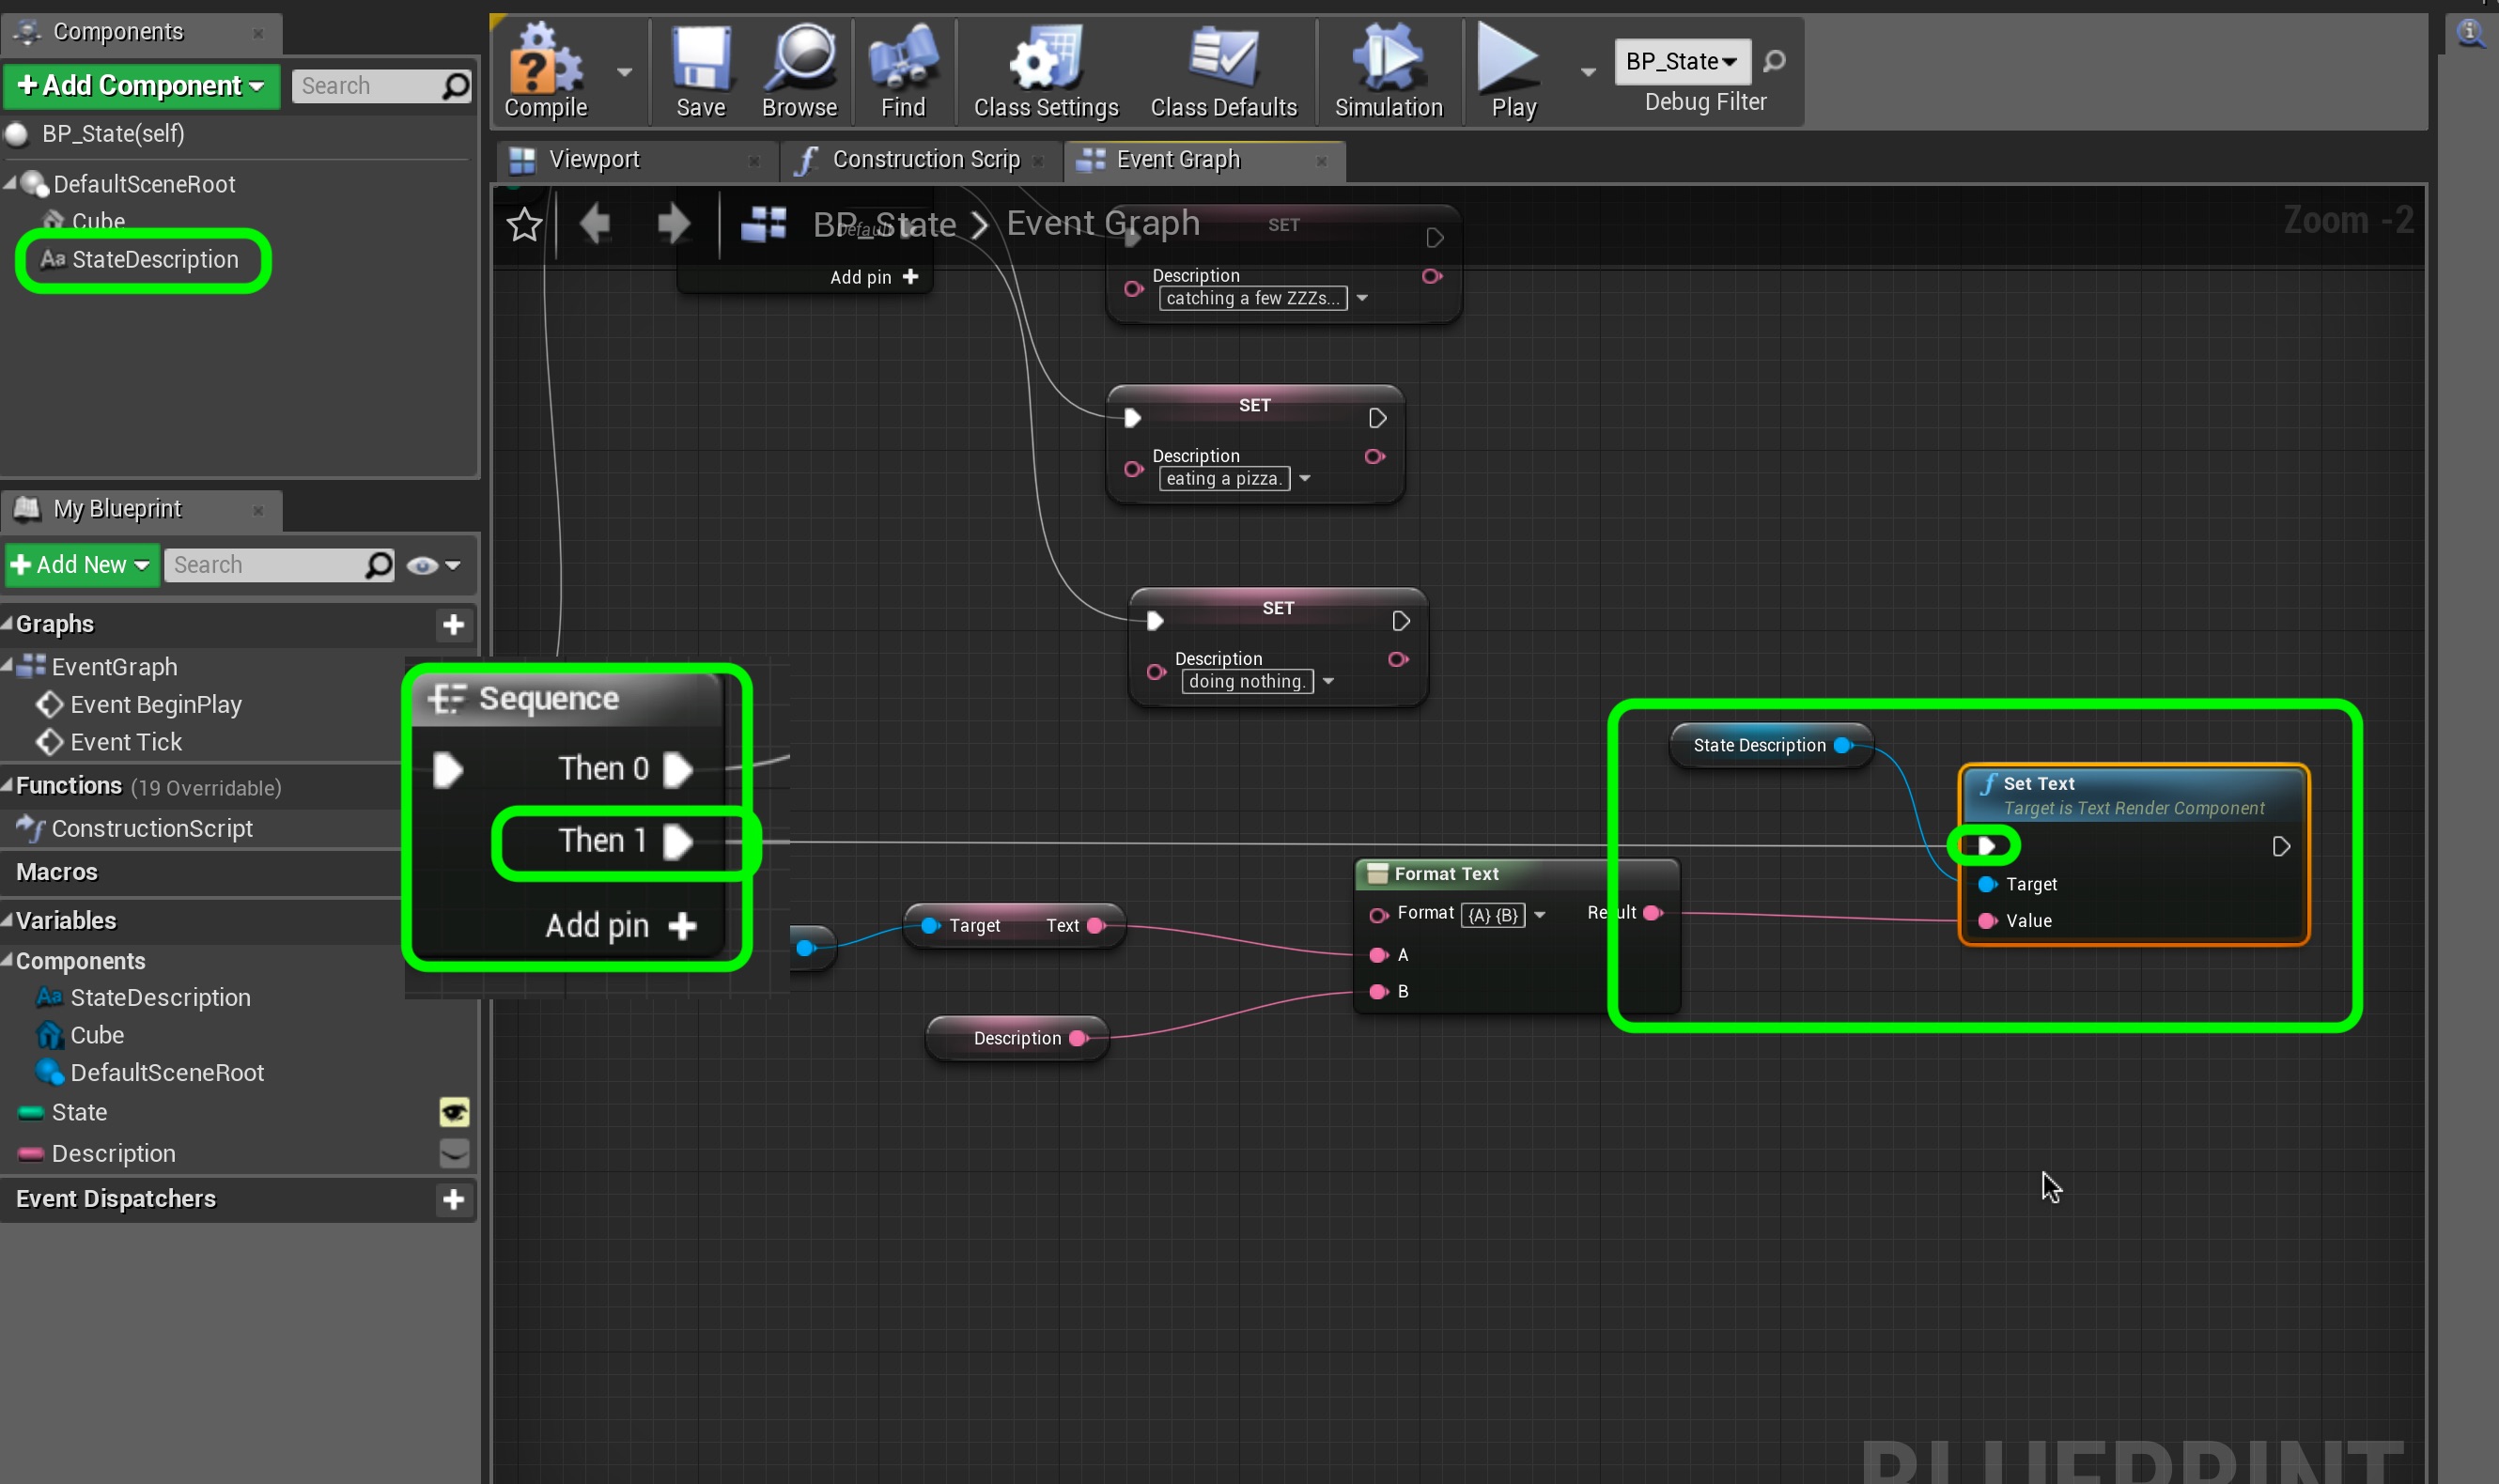 Components
Add Component
Search
BP_State(self)
DefaultSceneRoot
Cube
StateDescription
My Blueprint
Add New
Search
Graphs
EventGraph
Event BeginPlay
Event Tick
Functions (19 Overridable)
ConstructionScript
Macros
Variables
Components
StateDescription
Cube
DefaultSceneRoot
State
Description
Event Dispatchers
Compile
Save
Browse
Find
Class Settings
Class Defaults
Simulation
Play
BP_State
Debug Filter
Viewport
Construction Scrip
Event Graph
BP_State > Event Graph
Zoom -2
Default
Add pin
SET
Description
catching a few ZZZs...
SET
Description
eating a pizza.
SET
Description
doing nothing.
Sequence
Then 0
Then 1
Add pin
Target Text
Description
Format Text
Format {A} {B} Result
A
B
State Description
Set Text
Target is Text Render Component
Target
Value
BLUEPRINT